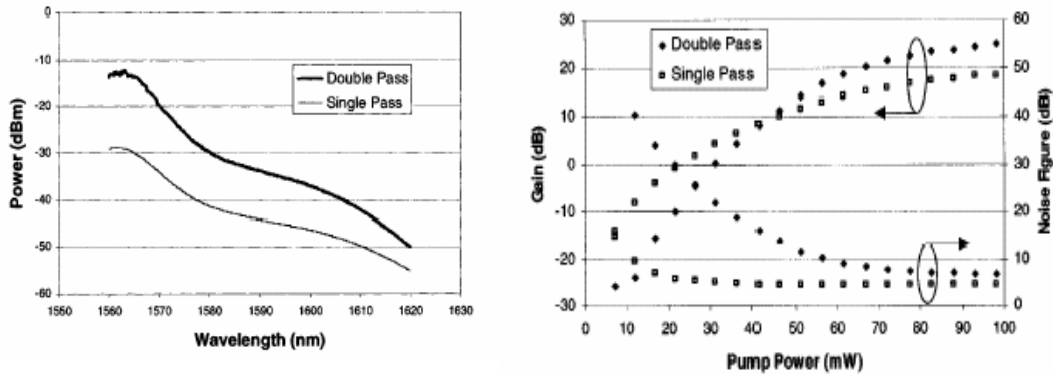 0
-10
-20
-30
-40
-50
-60
Power (dBm)
1550 1560 1570 1580 1590 1600 1610 1620 1630
Wavelength (nm)
Double Pass
Single Pass
30
20
10
0
-10
-20
-30
Gain (dB)
Double Pass
Single Pass
60
50
40
30
20
10
0
Noise Figure (dB)
0 10 20 30 40 50 60 70 80 90 100
Pump Power (mW)